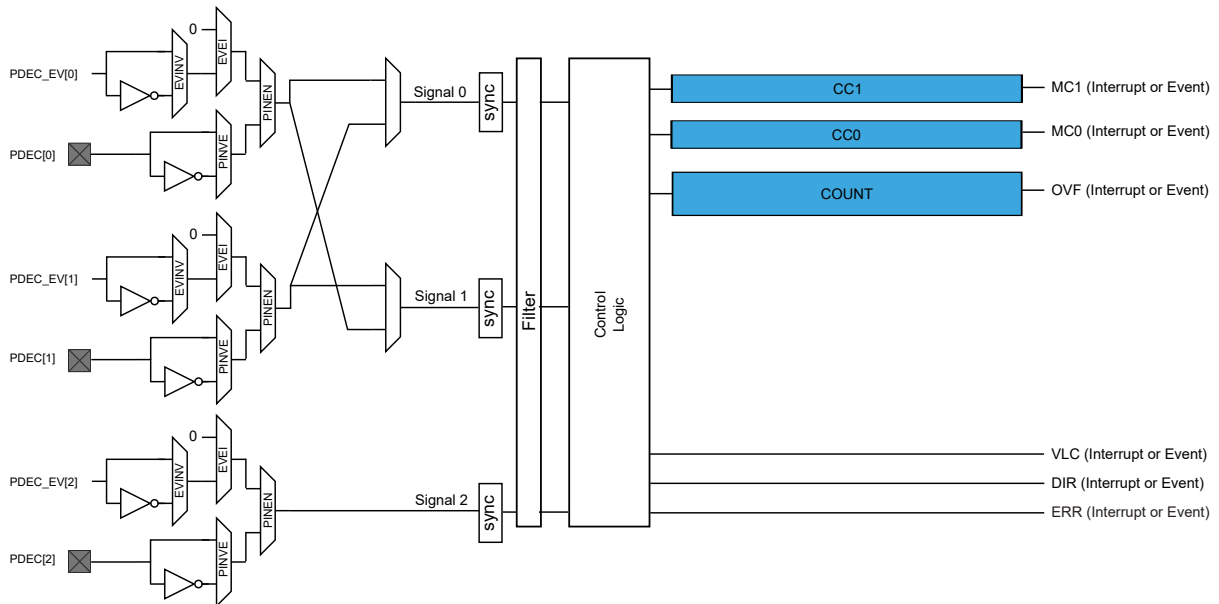 0
PDEC_EV[0]
EVINV
EVEI
PINEN
PDEC[0]
PINVE
Signal 0
sync
0
PDEC_EV[1]
EVINV
EVEI
PINEN
PDEC[1]
PINVE
Signal 1
sync
0
PDEC_EV[2]
EVINV
EVEI
PINEN
PDEC[2]
PINVE
Signal 2
sync
Filter
Control
Logic
CC1
MC1 (Interrupt or Event)
CC0
MC0 (Interrupt or Event)
COUNT
OVF (Interrupt or Event)
VLC (Interrupt or Event)
DIR (Interrupt or Event)
ERR (Interrupt or Event)